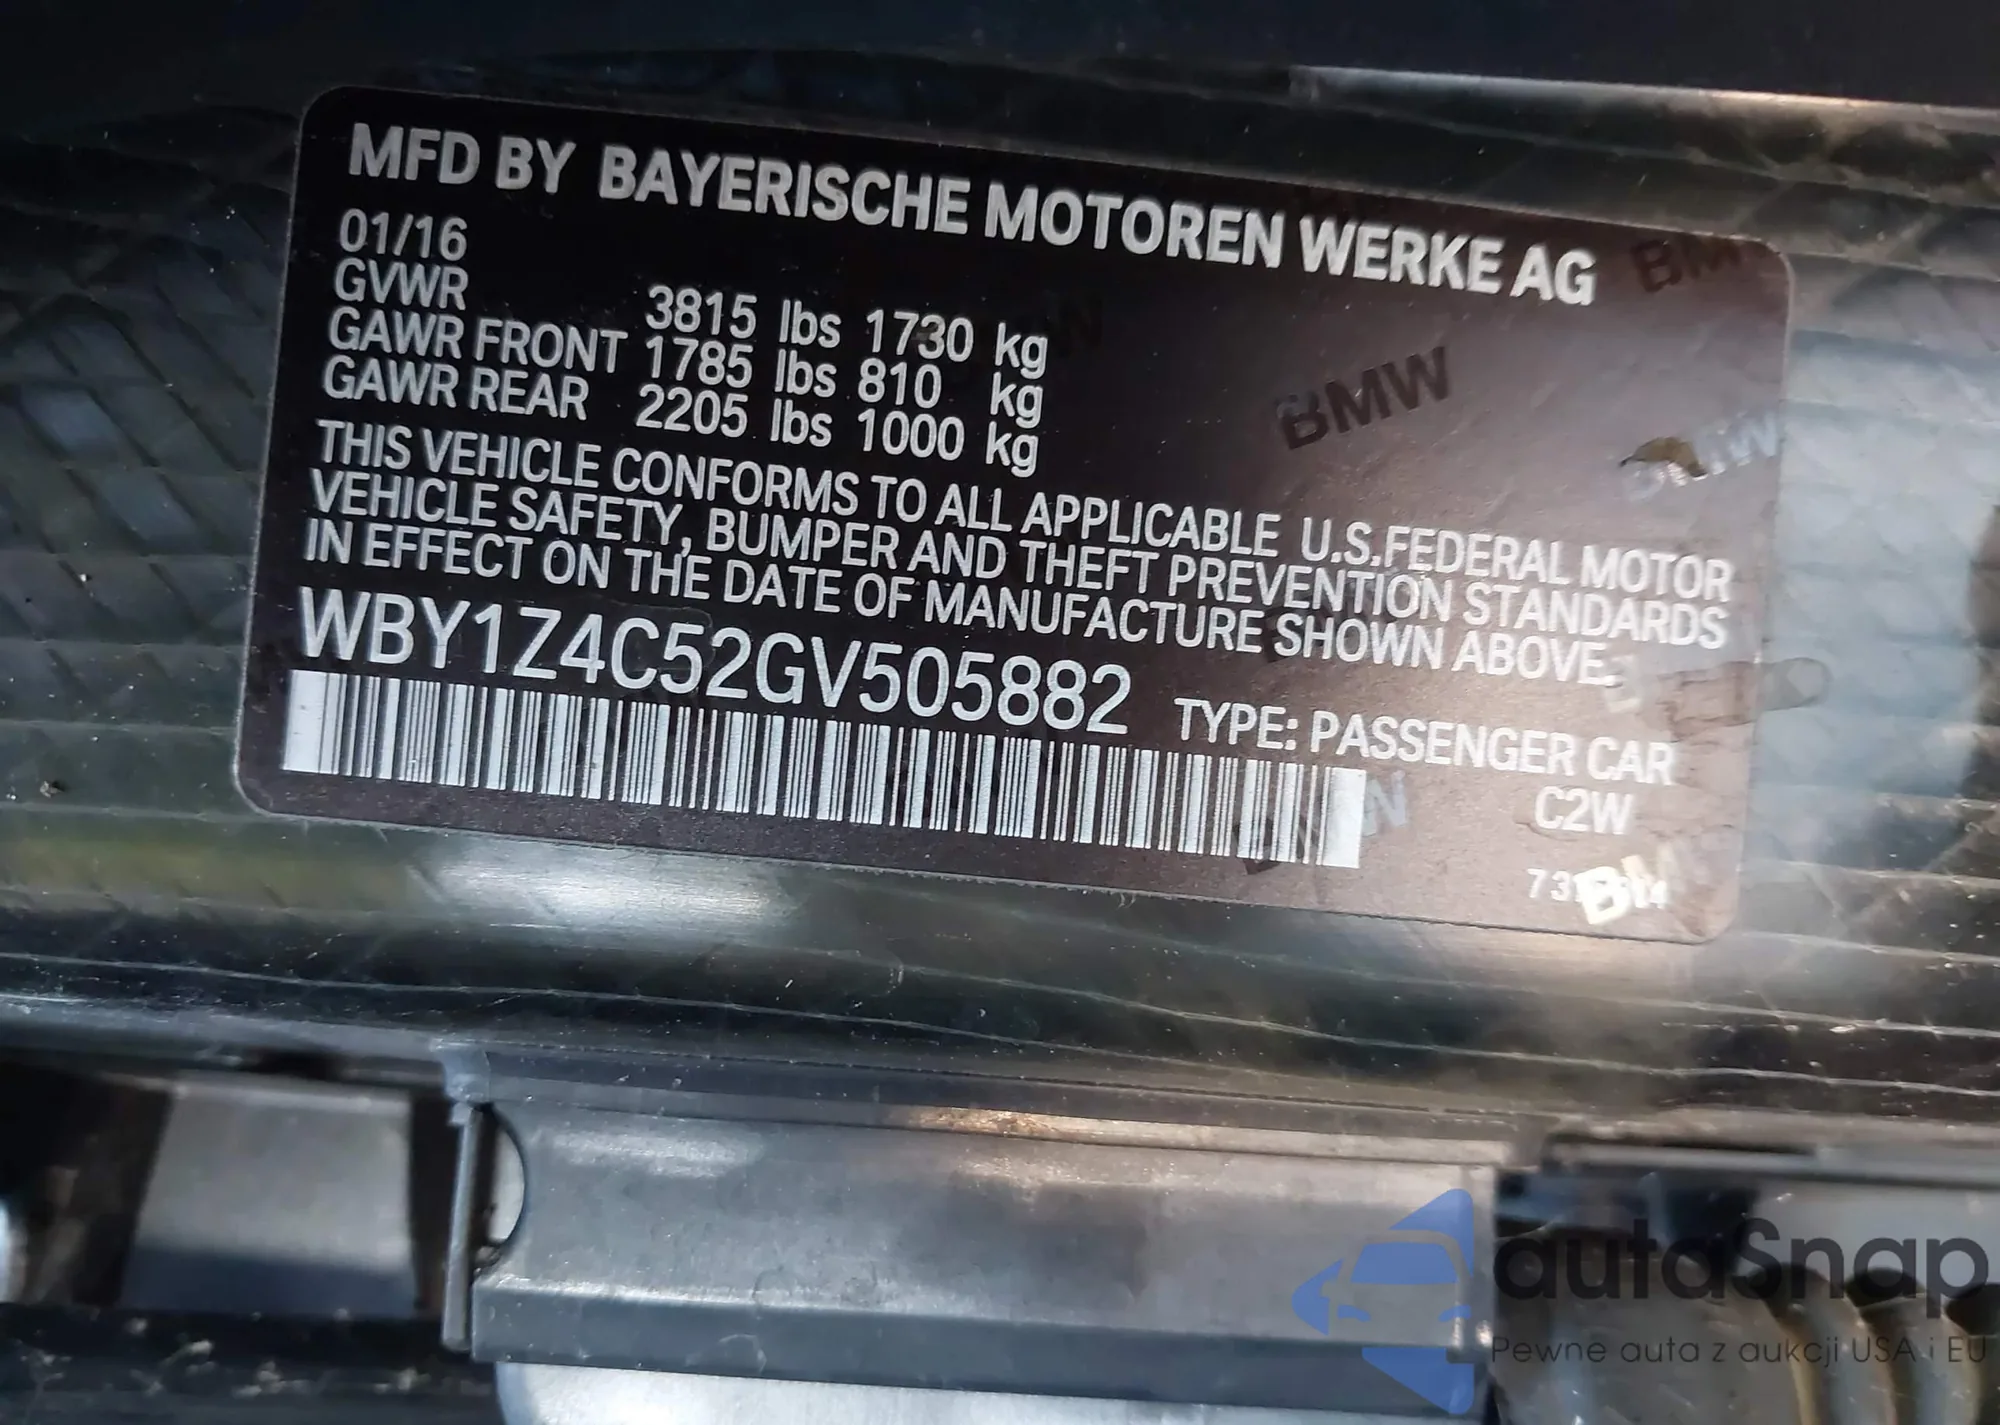 MFD BY BAYERISCHE MOTOREN WERKE AG
01/16
GVWR 3815 lbs 1730 kg
GAWR FRONT 1785 lbs 810 kg
GAWR REAR 2205 lbs 1000 kg
THIS VEHICLE CONFORMS TO ALL APPLICABLE U.S.FEDERAL MOTOR
VEHICLE SAFETY, BUMPER AND THEFT PREVENTION STANDARDS
IN EFFECT ON THE DATE OF MANUFACTURE SHOWN ABOVE.
WBY1Z4C52GV505882 TYPE: PASSENGER CAR
C2W
BMW
BMW
autaSnap
Pewne auta z aukcji USA i EU